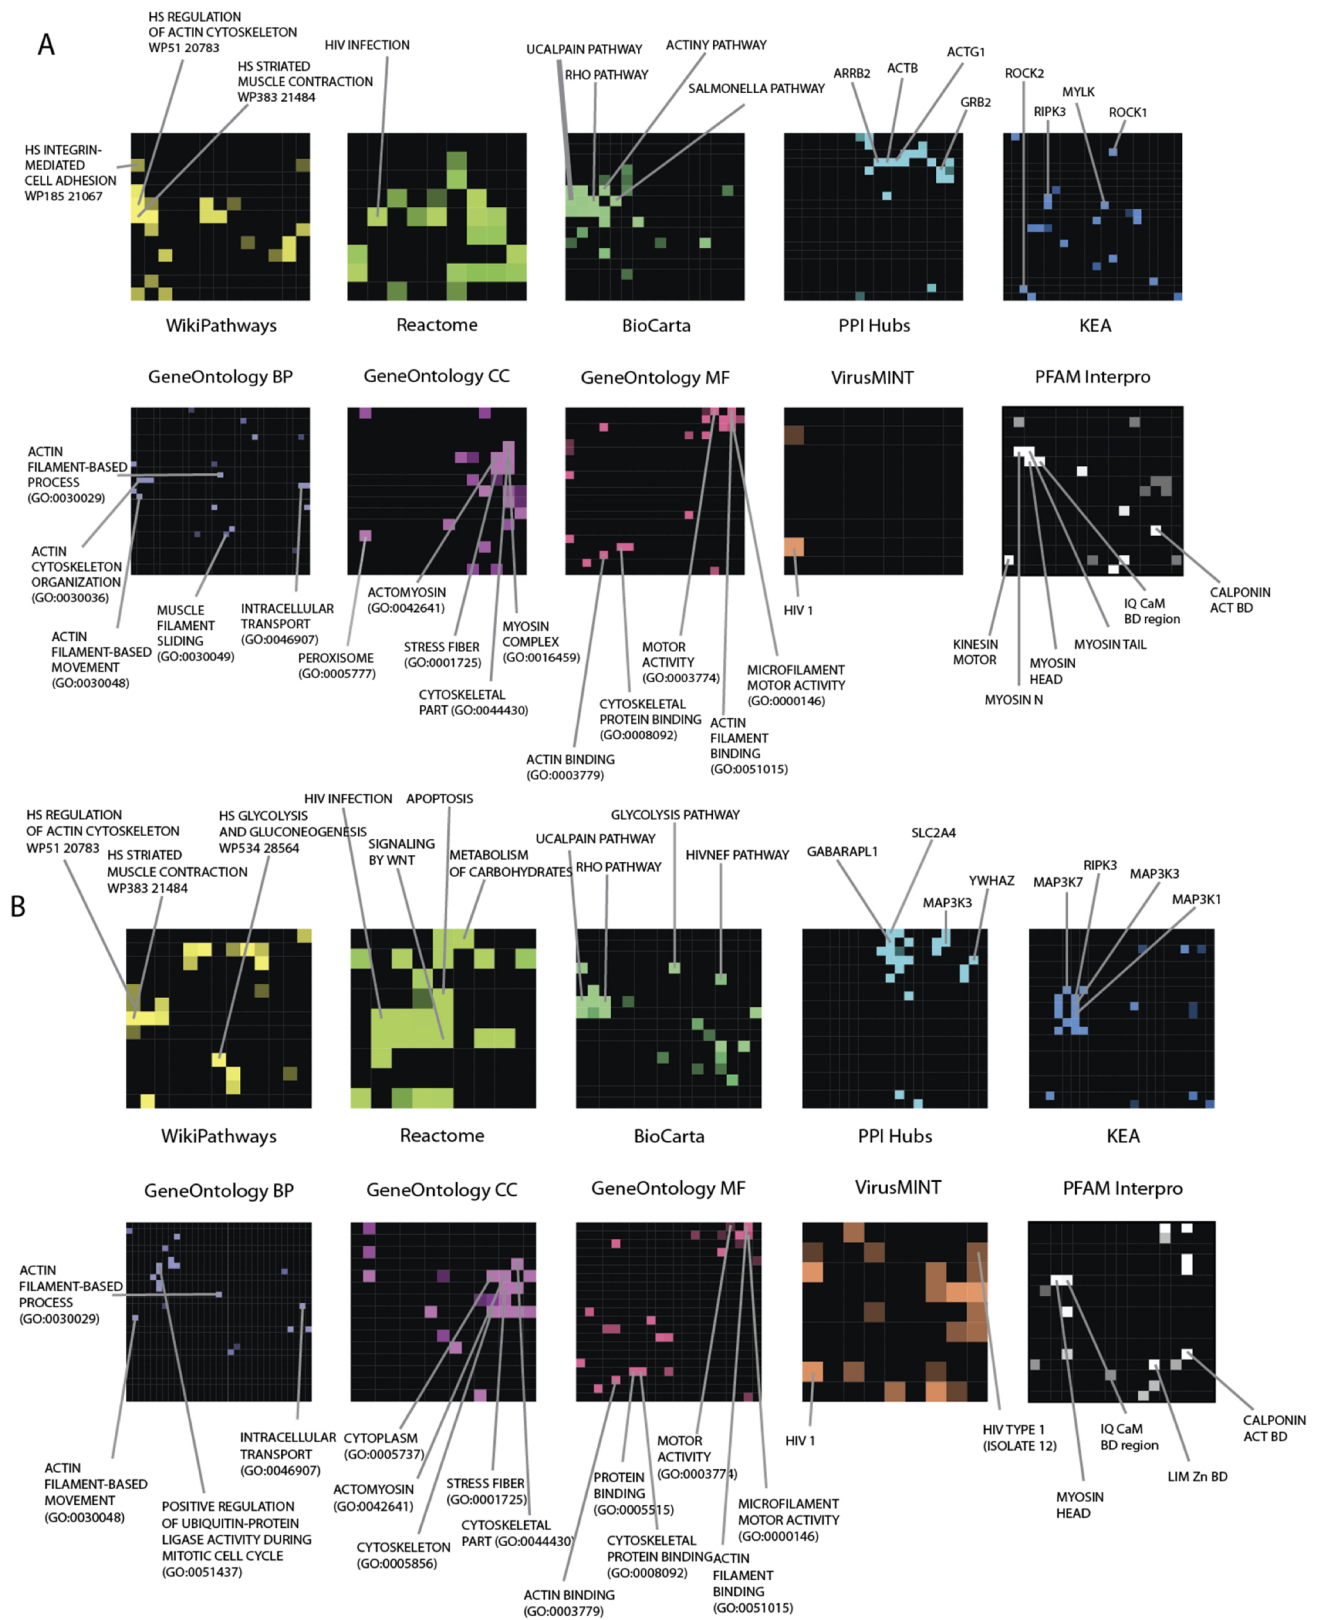 A
HS REGULATION
OF ACTIN CYTOSKELETON
WP51 20783
HS STRIATED
MUSCLE CONTRACTION
WP383 21484
HS INTEGRIN-
MEDIATED
CELL ADHESION
WP185 21067
HIV INFECTION
UCALPAIN PATHWAY
RHO PATHWAY
ACTINY PATHWAY
SALMONELLA PATHWAY
ARRB2
ACTB
ACTG1
GRB2
ROCK2
RIPK3
MYLK
ROCK1
WikiPathways
Reactome
BioCarta
PPI Hubs
KEA
GeneOntology BP
GeneOntology CC
GeneOntology MF
VirusMINT
PFAM Interpro
ACTIN
FILAMENT-BASED
PROCESS
(GO:0030029)
ACTIN
CYTOSKELETON
ORGANIZATION
(GO:0030036)
ACTIN
FILAMENT-BASED
MOVEMENT
(GO:0030048)
MUSCLE
FILAMENT
SLIDING
(GO:0030049)
INTRACELLULAR
TRANSPORT
(GO:0046907)
PEROXISOME
(GO:0005777)
ACTOMYOSIN
(GO:0042641)
STRESS FIBER
(GO:0001725)
CYTOSKELETAL
PART (GO:0044430)
MYOSIN
COMPLEX
(GO:0016459)
ACTIN BINDING
(GO:0003779)
CYTOSKELETAL
PROTEIN BINDING
(GO:0008092)
MOTOR
ACTIVITY
(GO:0003774)
ACTIN
FILAMENT
BINDING
(GO:0051015)
MICROFILAMENT
MOTOR ACTIVITY
(GO:0000146)
HIV 1
KINESIN
MOTOR
MYOSIN N
MYOSIN
HEAD
MYOSIN TAIL
IQ CaM
BD region
CALPONIN
ACT BD
B
HS REGULATION
OF ACTIN CYTOSKELETON
WP51 20783
HS STRIATED
MUSCLE CONTRACTION
WP383 21484
HS GLYCOLYSIS
AND GLUCONEOGENESIS
WP534 28564
HIV INFECTION
SIGNALING
BY WNT
APOPTOSIS
METABOLISM
OF CARBOHYDRATES
UCALPAIN PATHWAY
RHO PATHWAY
GLYCOLYSIS PATHWAY
HIVNEF PATHWAY
GABARAPL1
SLC2A4
MAP3K3
YWHAZ
MAP3K7
RIPK3
MAP3K3
MAP3K1
WikiPathways
Reactome
BioCarta
PPI Hubs
KEA
GeneOntology BP
GeneOntology CC
GeneOntology MF
VirusMINT
PFAM Interpro
ACTIN
FILAMENT-BASED
PROCESS
(GO:0030029)
ACTIN
FILAMENT-BASED
MOVEMENT
(GO:0030048)
POSITIVE REGULATION
OF UBIQUITIN-PROTEIN
LIGASE ACTIVITY DURING
MITOTIC CELL CYCLE
(GO:0051437)
INTRACELLULAR
TRANSPORT
(GO:0046907)
CYTOPLASM
(GO:0005737)
ACTOMYOSIN
(GO:0042641)
CYTOSKELETON
(GO:0005856)
STRESS FIBER
(GO:0001725)
CYTOSKELETAL
PART (GO:0044430)
ACTIN BINDING
(GO:0003779)
PROTEIN
BINDING
(GO:0005515)
CYTOSKELETAL
PROTEIN BINDING
(GO:0008092)
MOTOR
ACTIVITY
(GO:0003774)
ACTIN
FILAMENT
BINDING
(GO:0051015)
MICROFILAMENT
MOTOR ACTIVITY
(GO:0000146)
HIV 1
HIV TYPE 1
(ISOLATE 12)
MYOSIN
HEAD
IQ CaM
BD region
LIM Zn BD
CALPONIN
ACT BD